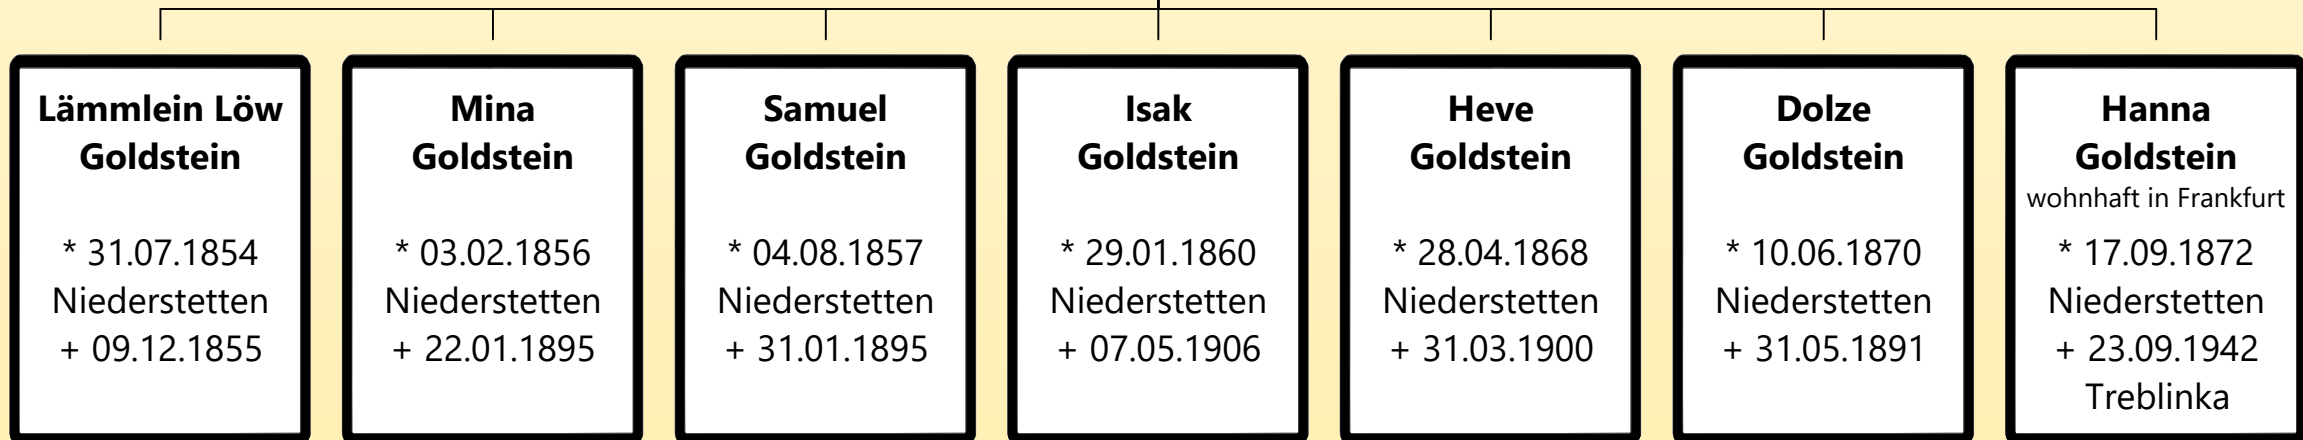 Lämmlein Löw
Goldstein
* 31.07.1854
Niederstetten
+ 09.12.1855
Mina
Goldstein
* 03.02.1856
Niederstetten
+ 22.01.1895
Samuel
Goldstein
* 04.08.1857
Niederstetten
+ 31.01.1895
Isak
Goldstein
* 29.01.1860
Niederstetten
+ 07.05.1906
Heve
Goldstein
* 28.04.1868
Niederstetten
+ 31.03.1900
Dolze
Goldstein
* 10.06.1870
Niederstetten
+ 31.05.1891
Hanna
Goldstein
wohnhaft in Frankfurt
* 17.09.1872
Niederstetten
+ 23.09.1942
Treblinka